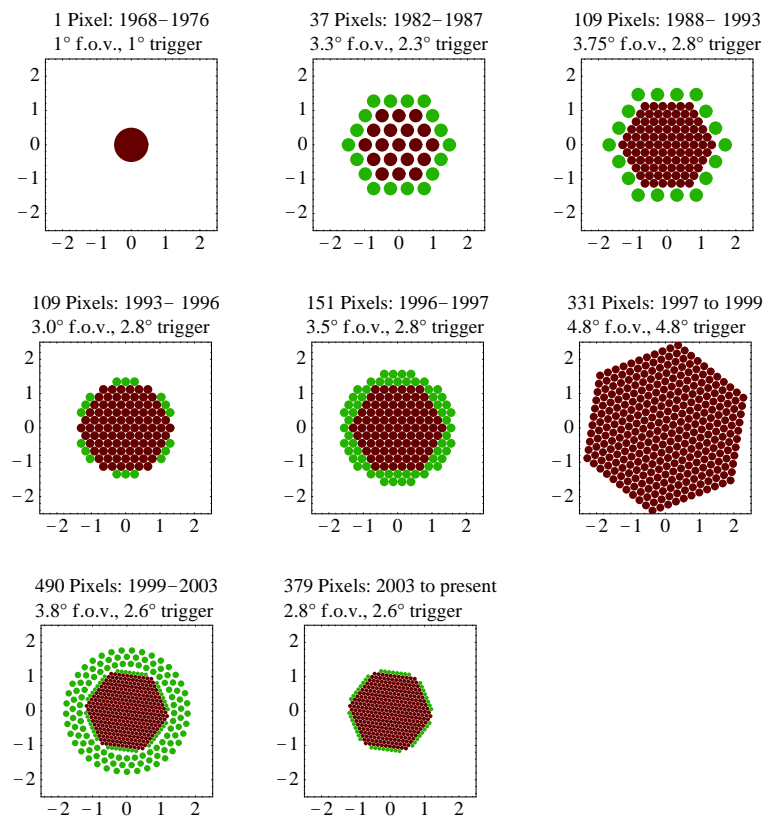 1 Pixel: 1968−1976
1° f.o.v., 1° trigger
2
1
0
−1
−2
−2 −1 0 1 2
37 Pixels: 1982−1987
3.3° f.o.v., 2.3° trigger
2
1
0
−1
−2
−2 −1 0 1 2
109 Pixels: 1988− 1993
3.75° f.o.v., 2.8° trigger
2
1
0
−1
−2
−2 −1 0 1 2
109 Pixels: 1993− 1996
3.0° f.o.v., 2.8° trigger
2
1
0
−1
−2
−2 −1 0 1 2
151 Pixels: 1996−1997
3.5° f.o.v., 2.8° trigger
2
1
0
−1
−2
−2 −1 0 1 2
331 Pixels: 1997 to 1999
4.8° f.o.v., 4.8° trigger
2
1
0
−1
−2
−2 −1 0 1 2
490 Pixels: 1999−2003
3.8° f.o.v., 2.6° trigger
2
1
0
−1
−2
−2 −1 0 1 2
379 Pixels: 2003 to present
2.8° f.o.v., 2.6° trigger
2
1
0
−1
−2
−2 −1 0 1 2